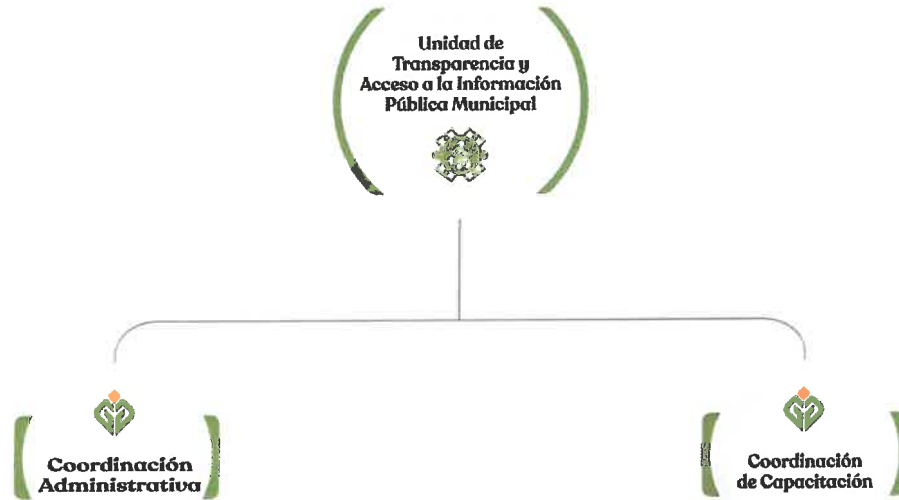 Unidad de
Transparencia y
Acceso a la Información
Pública Municipal
Coordinación
Administrativa
Coordinación
de Capacitación